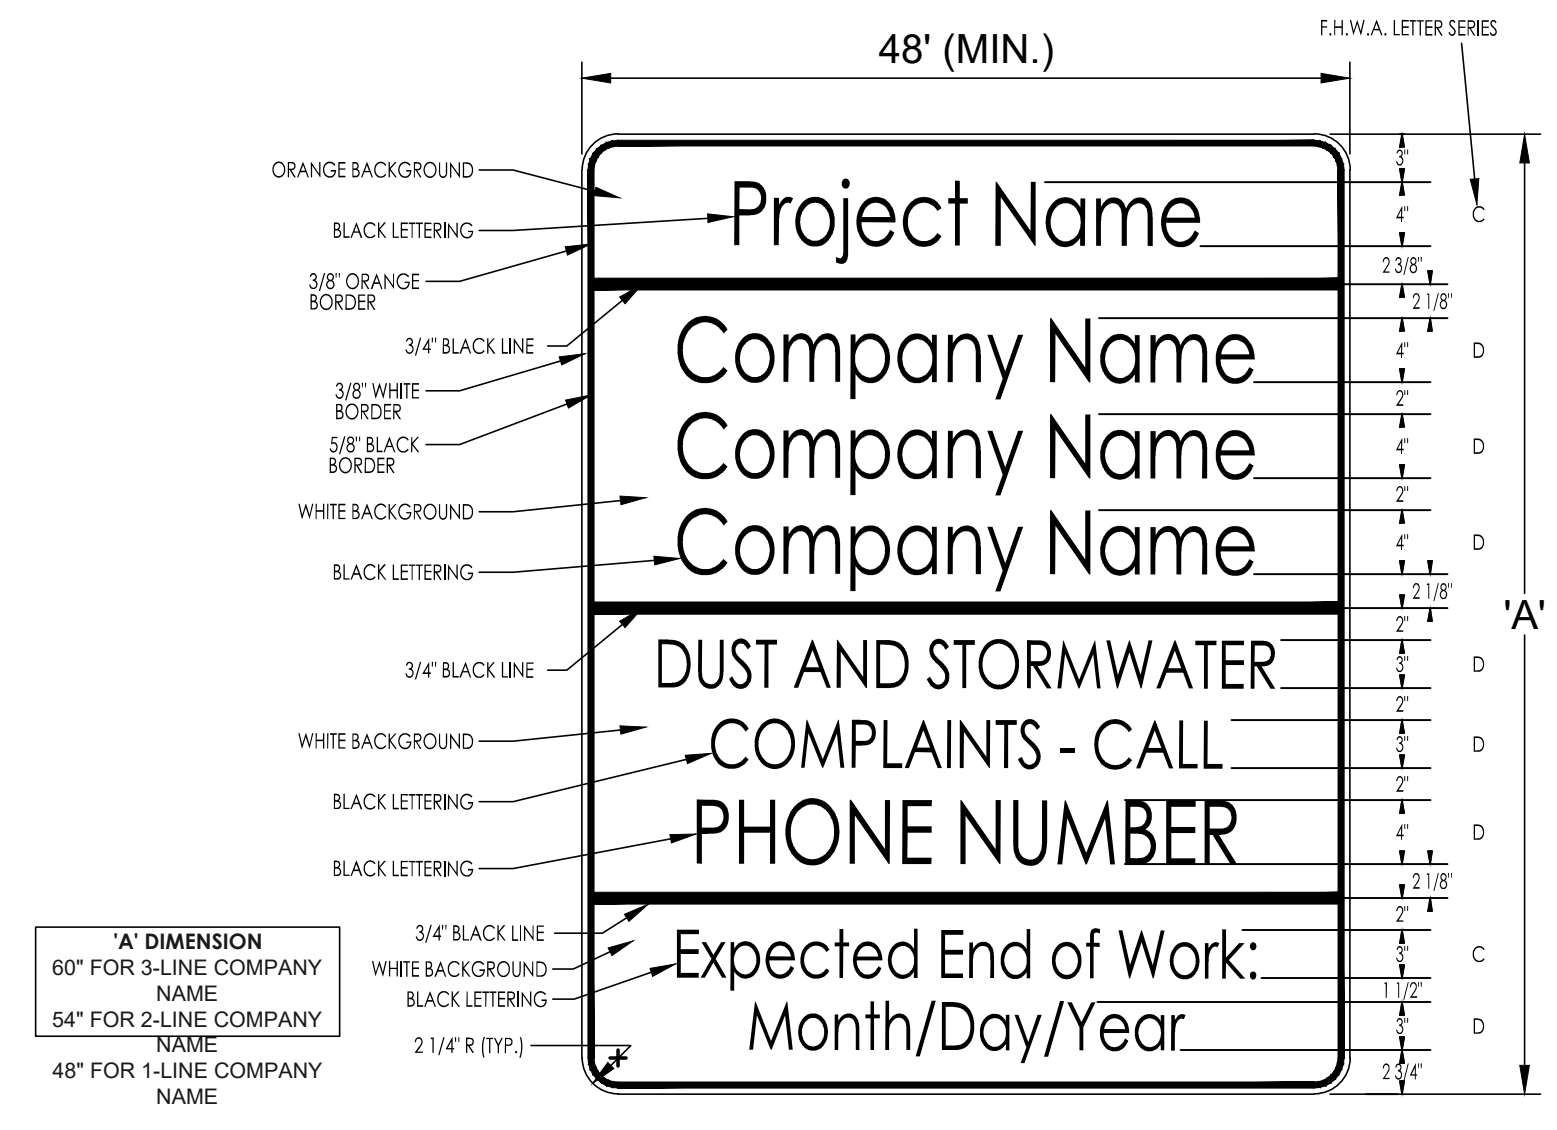 F.H.W.A. LETTER SERIES
48' (MIN.)
ORANGE BACKGROUND
BLACK LETTERING
3/8" ORANGE
BORDER
3/4" BLACK LINE
3/8" WHITE
BORDER
5/8" BLACK
BORDER
WHITE BACKGROUND
BLACK LETTERING
3/4" BLACK LINE
WHITE BACKGROUND
BLACK LETTERING
BLACK LETTERING
3/4" BLACK LINE
WHITE BACKGROUND
BLACK LETTERING
2 1/4" R (TYP.)
Project Name
Company Name
Company Name
Company Name
DUST AND STORMWATER
COMPLAINTS - CALL
PHONE NUMBER
Expected End of Work:
Month/Day/Year
3"
4"
2 3/8"
2 1/8"
4"
2"
4"
2"
4"
2 1/8"
2"
3"
2"
3"
2"
4"
2 1/8"
2"
3"
1 1/2"
3"
2 3/4"
C
D
D
D
D
D
D
C
D
'A'
'A' DIMENSION
60" FOR 3-LINE COMPANY
NAME
54" FOR 2-LINE COMPANY
NAME
48" FOR 1-LINE COMPANY
NAME